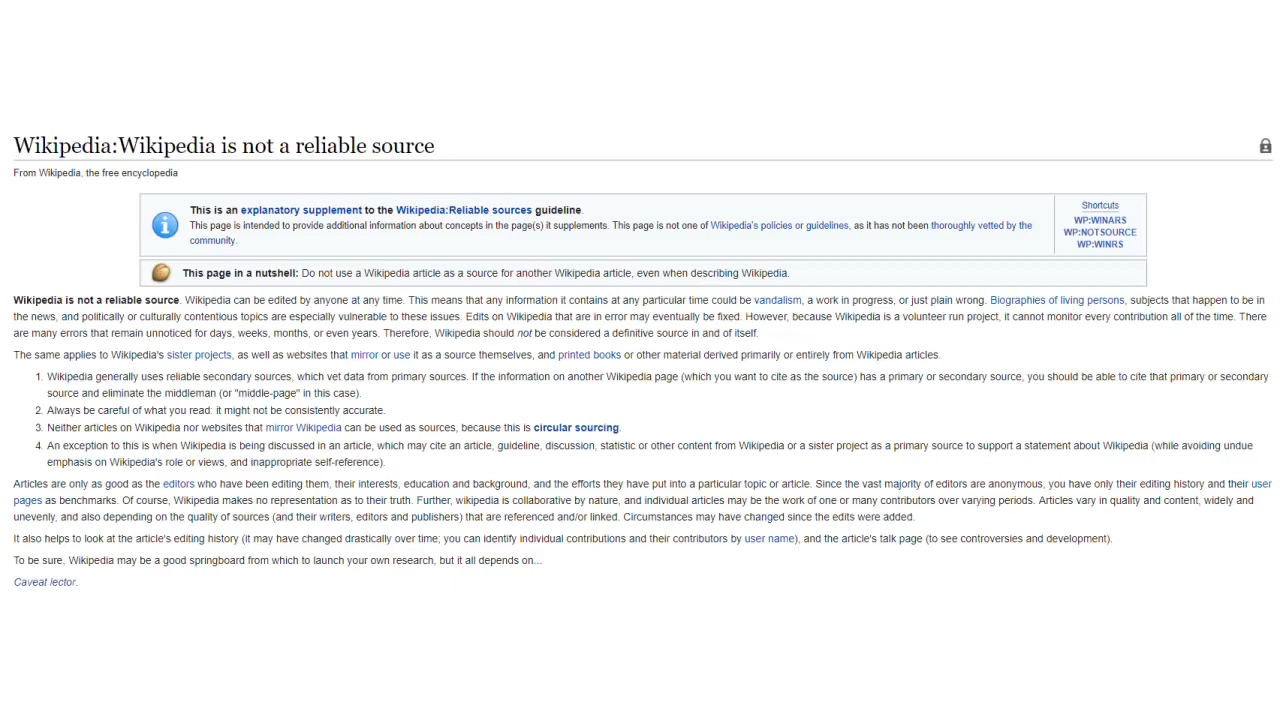 Wikipedia:Wikipedia is not a reliable source
From Wikipedia, the free encyclopedia
This is an explanatory supplement to the Wikipedia:Reliable sources guideline.
This page is intended to provide additional information about concepts in the page(s) it supplements. This page is not one of Wikipedia's policies or guidelines, as it has not been thoroughly vetted by the
community.
Shortcuts
WP:WINARS
WP:NOTSOURCE
WP:WINRS
This page in a nutshell: Do not use a Wikipedia article as a source for another Wikipedia article, even when describing Wikipedia.
Wikipedia is not a reliable source. Wikipedia can be edited by anyone at any time. This means that any information it contains at any particular time could be vandalism, a work in progress, or just plain wrong. Biographies of living persons, subjects that happen to be in
the news, and politically or culturally contentious topics are especially vulnerable to these issues. Edits on Wikipedia that are in error may eventually be fixed. However, because Wikipedia is a volunteer run project, it cannot monitor every contribution all of the time. There
are many errors that remain unnoticed for days, weeks, months, or even years. Therefore, Wikipedia should not be considered a definitive source in and of itself.
The same applies to Wikipedia's sister projects, as well as websites that mirror or use it as a source themselves, and printed books or other material derived primarily or entirely from Wikipedia articles.
1. Wikipedia generally uses reliable secondary sources, which vet data from primary sources. If the information on another Wikipedia page (which you want to cite as the source) has a primary or secondary source, you should be able to cite that primary or secondary
source and eliminate the middleman (or "middle-page" in this case).
2. Always be careful of what you read: it might not be consistently accurate.
3. Neither articles on Wikipedia nor websites that mirror Wikipedia can be used as sources, because this is circular sourcing.
4. An exception to this is when Wikipedia is being discussed in an article, which may cite an article, guideline, discussion, statistic or other content from Wikipedia or a sister project as a primary source to support a statement about Wikipedia (while avoiding undue
emphasis on Wikipedia's role or views, and inappropriate self-reference).
Articles are only as good as the editors who have been editing them, their interests, education and background, and the efforts they have put into a particular topic or article. Since the vast majority of editors are anonymous, you have only their editing history and their user
pages as benchmarks. Of course, Wikipedia makes no representation as to their truth. Further, wikipedia is collaborative by nature, and individual articles may be the work of one or many contributors over varying periods. Articles vary in quality and content, widely and
unevenly, and also depending on the quality of sources (and their writers, editors and publishers) that are referenced and/or linked. Circumstances may have changed since the edits were added.
It also helps to look at the article's editing history (it may have changed drastically over time; you can identify individual contributions and their contributors by user name), and the article's talk page (to see controversies and development).
To be sure, Wikipedia may be a good springboard from which to launch your own research, but it all depends on...
Caveat lector.